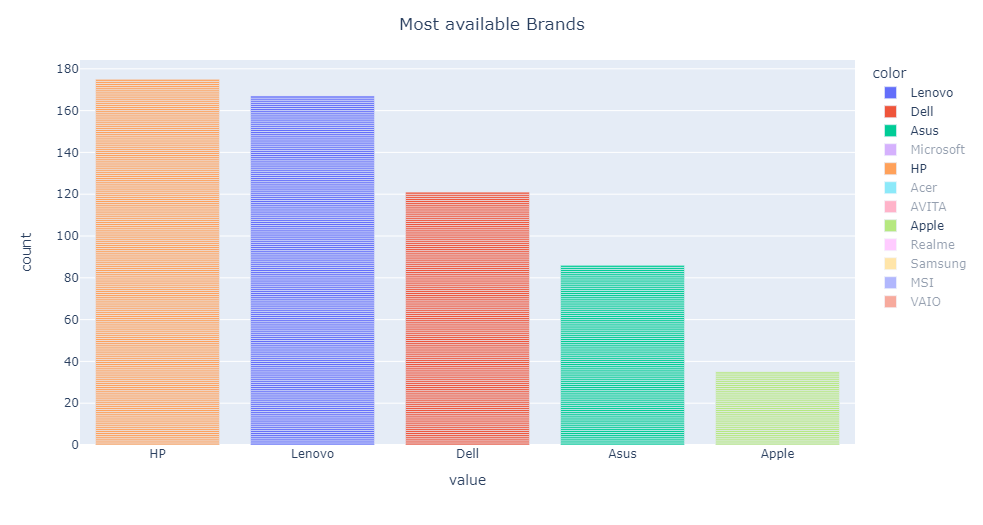 Most available Brands
count
180
160
140
120
100
80
60
40
20
0
HP Lenovo Dell Asus Apple
value
color
Lenovo
Dell
Asus
Microsoft
HP
Acer
AVITA
Apple
Realme
Samsung
MSI
VAIO